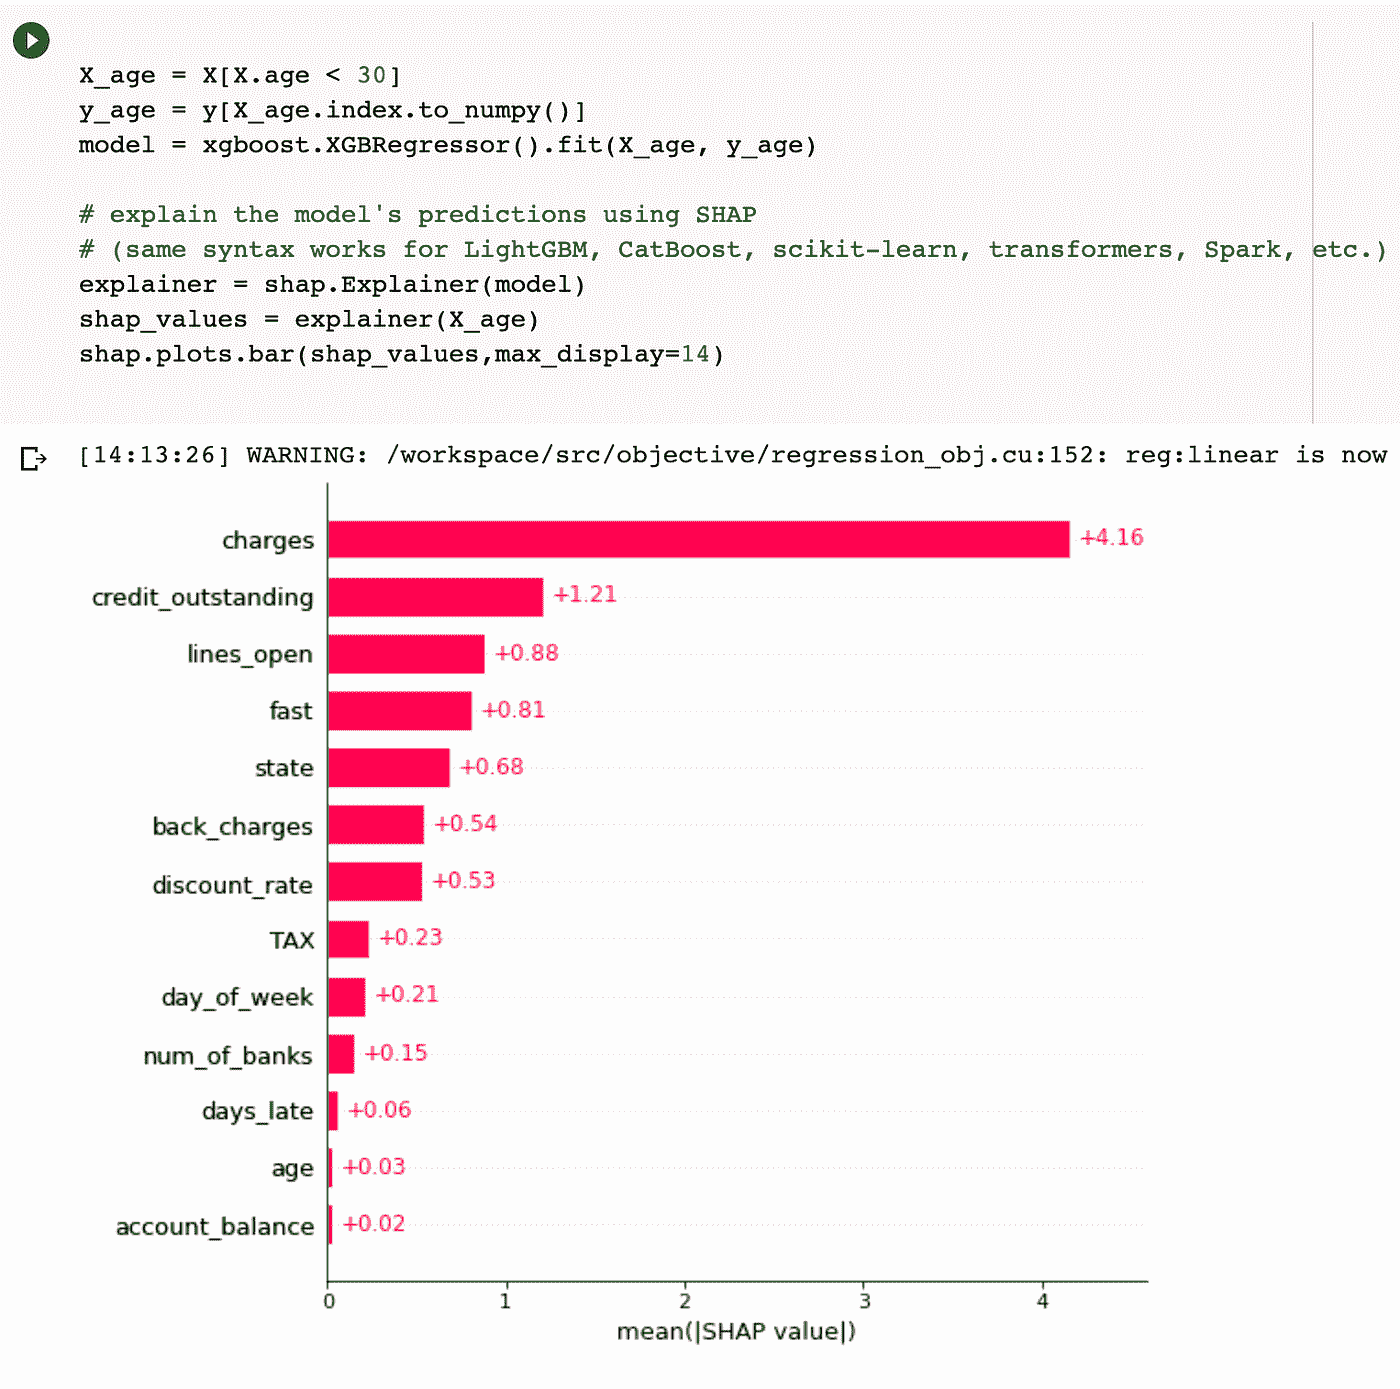 X_age = X[X.age < 30]
y_age = y[X_age.index.to_numpy()]
model = xgboost.XGBRegressor().fit(X_age, y_age)
# explain the model's predictions using SHAP
# (same syntax works for LightGBM, CatBoost, scikit-learn, transformers, Spark, etc.)
explainer = shap.Explainer(model)
shap_values = explainer(X_age)
shap.plots.bar(shap_values,max_display=14)
[14:13:26] WARNING: /workspace/src/objective/regression_obj.cu:152: reg:linear is now
charges +4.16
credit_outstanding +1.21
lines_open +0.88
fast +0.81
state +0.68
back_charges +0.54
discount_rate +0.53
TAX +0.23
day_of_week +0.21
num_of_banks +0.15
days_late +0.06
age +0.03
account_balance +0.02
0 1 2 3 4
mean(|SHAP value|)